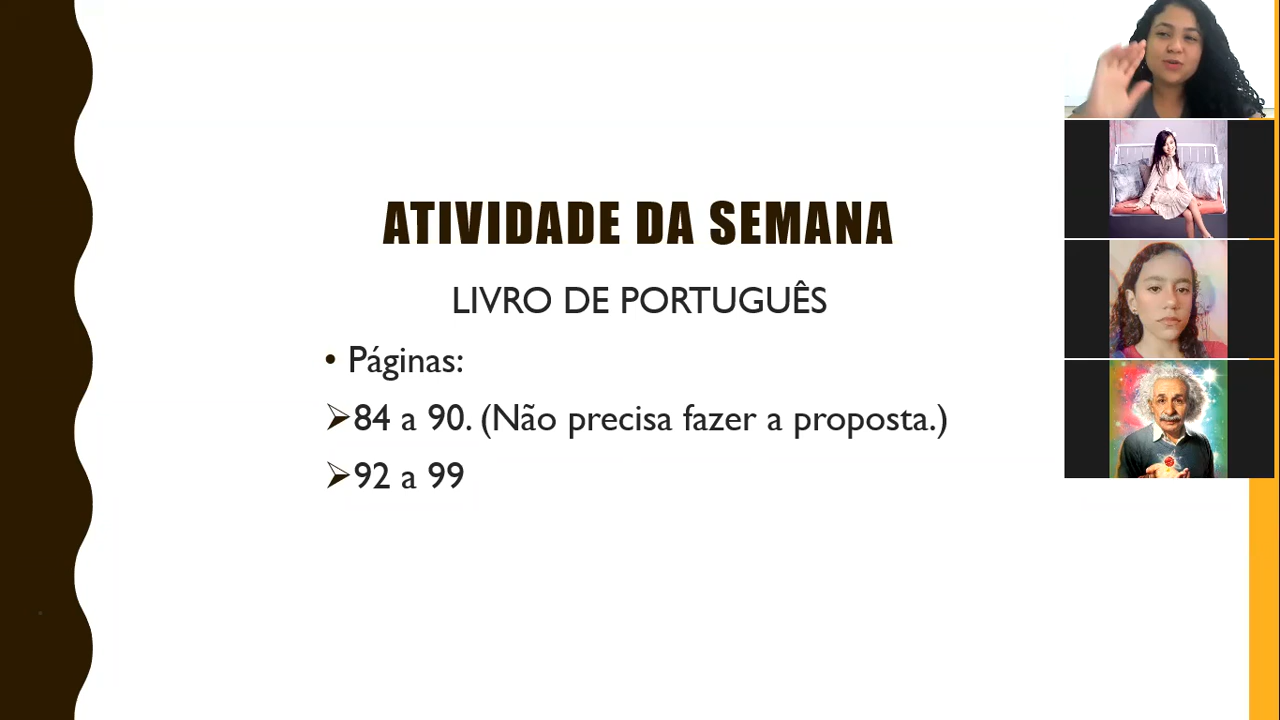 ATIVIDADE DA SEMANA
LIVRO DE PORTUGUÊS
• Páginas:
➢84 a 90. (Não precisa fazer a proposta.)
➢92 a 99